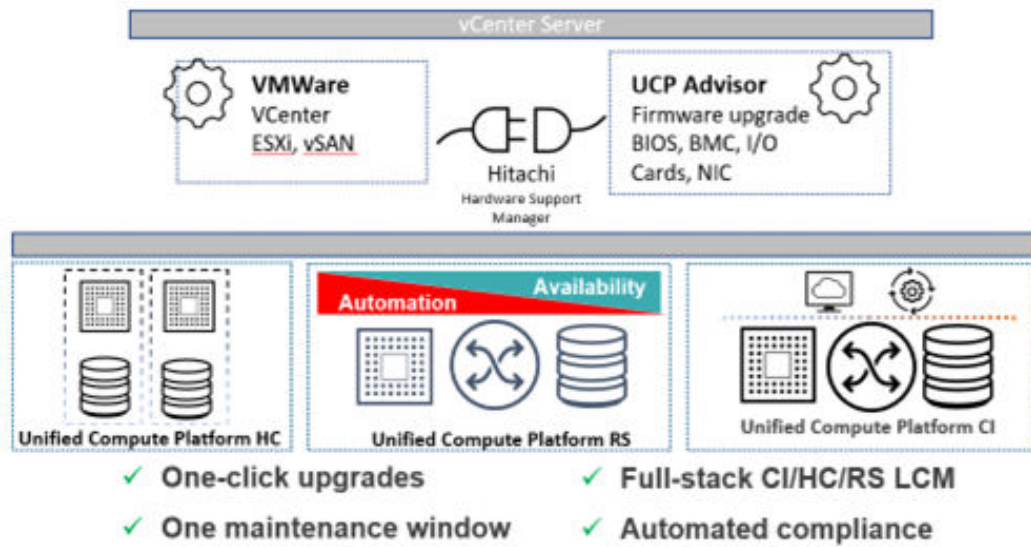 vCenter Server
VMWare
VCenter
ESXi, vSAN
Hitachi
Hardware Support
Manager
UCP Advisor
Firmware upgrade
BIOS, BMC, I/O
Cards, NIC
Unified Compute Platform HC
Automation
Availability
Unified Compute Platform RS
Unified Compute Platform CI
✓ One-click upgrades
✓ One maintenance window
✓ Full-stack CI/HC/RS LCM
✓ Automated compliance